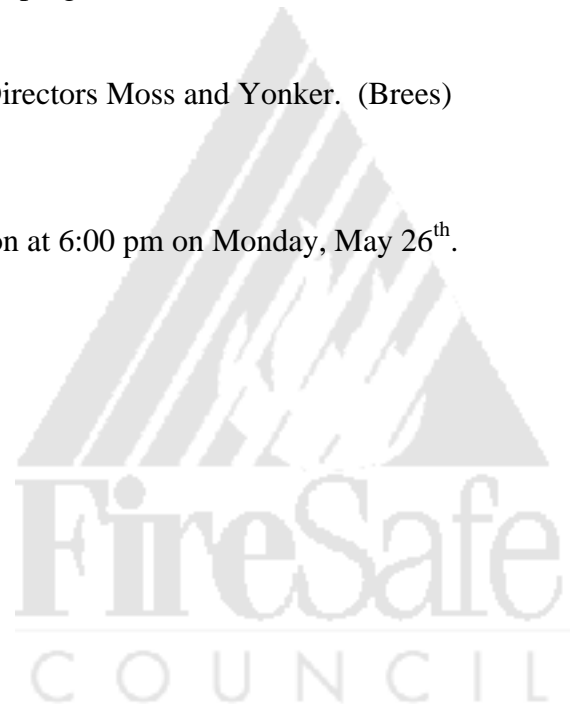 Directors Moss and Yonker.  (Brees)
on at 6:00 pm on Monday, May 26th.
FireSafe
COUNCIL